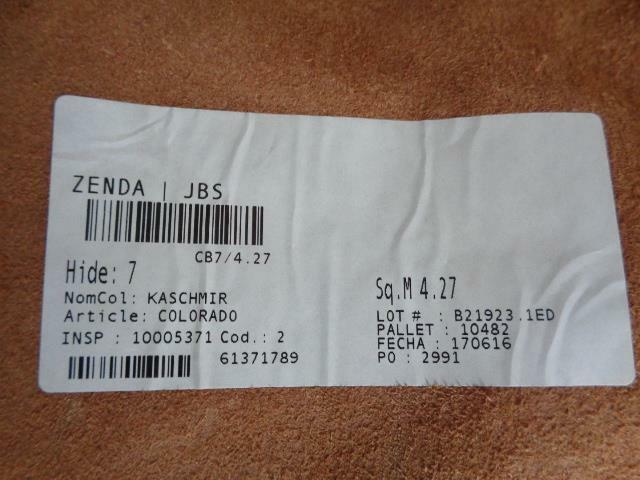 ZENDA | JBS
CB7/4.27
Hide: 7
Sq.M 4.27
NomCol: KASCHMIR
Article: COLORADO
LOT # : B21923.1ED
PALLET : 10482
INSP : 10005371 Cod.: 2
FECHA : 170616
61371789
PO : 2991